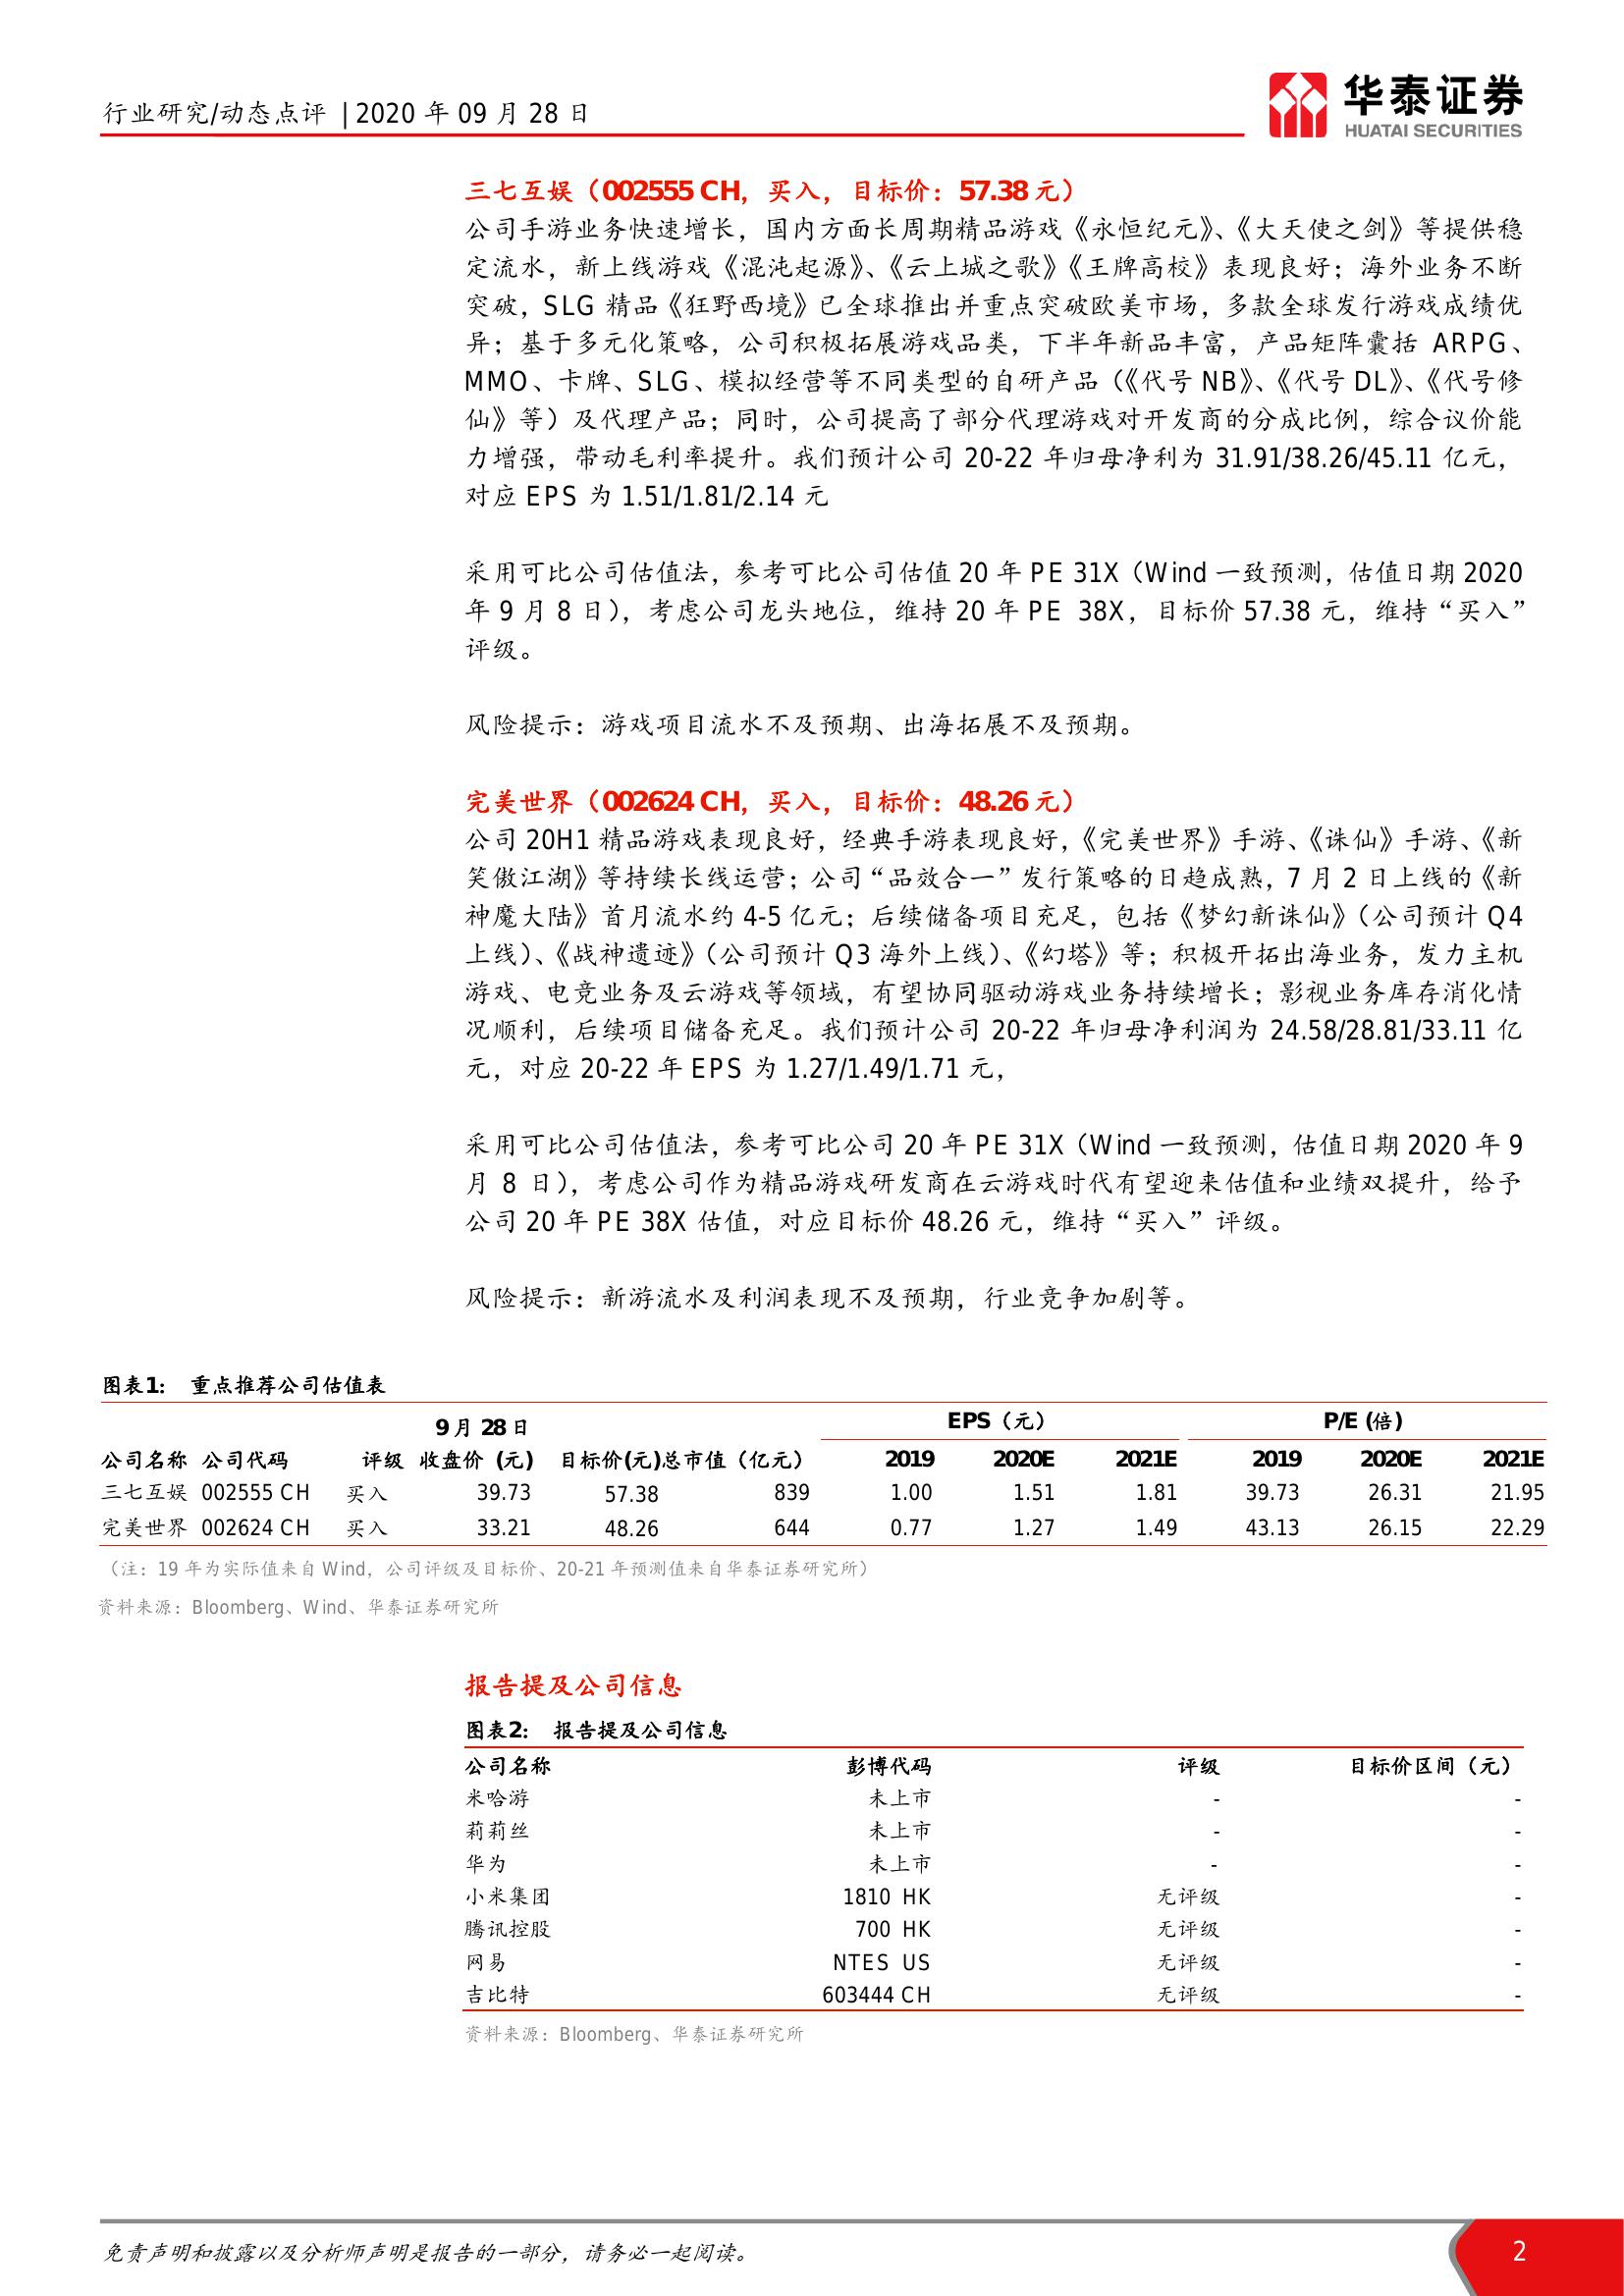 行业研究/动态点评 | 2020 年 09 月 28 日
华泰证券
HUATAI SECURITIES
三七互娱（002555 CH，买入，目标价：57.38 元）
公司手游业务快速增长，国内方面长周期精品游戏《永恒纪元》、《大天使之剑》等提供稳
定流水，新上线游戏《混沌起源》、《云上城之歌》《王牌高校》表现良好；海外业务不断
突破，SLG 精品《狂野西境》已全球推出并重点突破欧美市场，多款全球发行游戏成绩优
异；基于多元化策略，公司积极拓展游戏品类，下半年新品丰富，产品矩阵囊括 ARPG、
MMO、卡牌、SLG、模拟经营等不同类型的自研产品（《代号 NB》、《代号 DL》、《代号修
仙》等）及代理产品；同时，公司提高了部分代理游戏对开发商的分成比例，综合议价能
力增强，带动毛利率提升。我们预计公司 20-22 年归母净利为 31.91/38.26/45.11 亿元，
对应 EPS 为 1.51/1.81/2.14 元
采用可比公司估值法，参考可比公司估值 20 年 PE 31X（Wind 一致预测，估值日期 2020
年 9 月 8 日），考虑公司龙头地位，维持 20 年 PE 38X，目标价 57.38 元，维持“买入”
评级。
风险提示：游戏项目流水不及预期、出海拓展不及预期。
完美世界（002624 CH，买入，目标价：48.26 元）
公司 20H1 精品游戏表现良好，经典手游表现良好，《完美世界》手游、《诛仙》手游、《新
笑傲江湖》等持续长线运营；公司“品效合一”发行策略的日趋成熟，7 月 2 日上线的《新
神魔大陆》首月流水约 4-5 亿元；后续储备项目充足，包括《梦幻新诛仙》（公司预计 Q4
上线）、《战神遗迹》（公司预计 Q3 海外上线）、《幻塔》等；积极开拓出海业务，发力主机
游戏、电竞业务及云游戏等领域，有望协同驱动游戏业务持续增长；影视业务库存消化情
况顺利，后续项目储备充足。我们预计公司 20-22 年归母净利润为 24.58/28.81/33.11 亿
元，对应 20-22 年 EPS 为 1.27/1.49/1.71 元，
采用可比公司估值法，参考可比公司 20 年 PE 31X（Wind 一致预测，估值日期 2020 年 9
月 8 日），考虑公司作为精品游戏研发商在云游戏时代有望迎来估值和业绩双提升，给予
公司 20 年 PE 38X 估值，对应目标价 48.26 元，维持“买入”评级。
风险提示：新游流水及利润表现不及预期，行业竞争加剧等。
图表1： 重点推荐公司估值表
9 月 28 日 EPS（元） P/E (倍)
公司名称 公司代码 评级 收盘价 (元) 目标价(元) 总市值（亿元） 2019 2020E 2021E 2019 2020E 2021E
三七互娱 002555 CH 买入 39.73 57.38 839 1.00 1.51 1.81 39.73 26.31 21.95
完美世界 002624 CH 买入 33.21 48.26 644 0.77 1.27 1.49 43.13 26.15 22.29
（注：19 年为实际值来自 Wind，公司评级及目标价、20-21 年预测值来自华泰证券研究所）
资料来源：Bloomberg、Wind、华泰证券研究所
报告提及公司信息
图表2： 报告提及公司信息
公司名称 彭博代码 评级 目标价区间（元）
米哈游 未上市 - -
莉莉丝 未上市 - -
华为 未上市 - -
小米集团 1810 HK 无评级 -
腾讯控股 700 HK 无评级 -
网易 NTES US 无评级 -
吉比特 603444 CH 无评级 -
资料来源：Bloomberg、华泰证券研究所
免责声明和披露以及分析师声明是报告的一部分，请务必一起阅读。
2